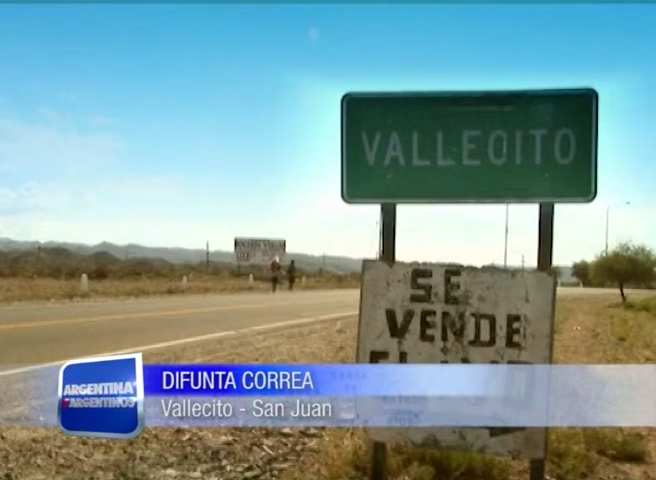 VALLECITO
SE
VENDE
ARGENTINA
Y ARGENTINOS
DIFUNTA CORREA
Vallecito - San Juan